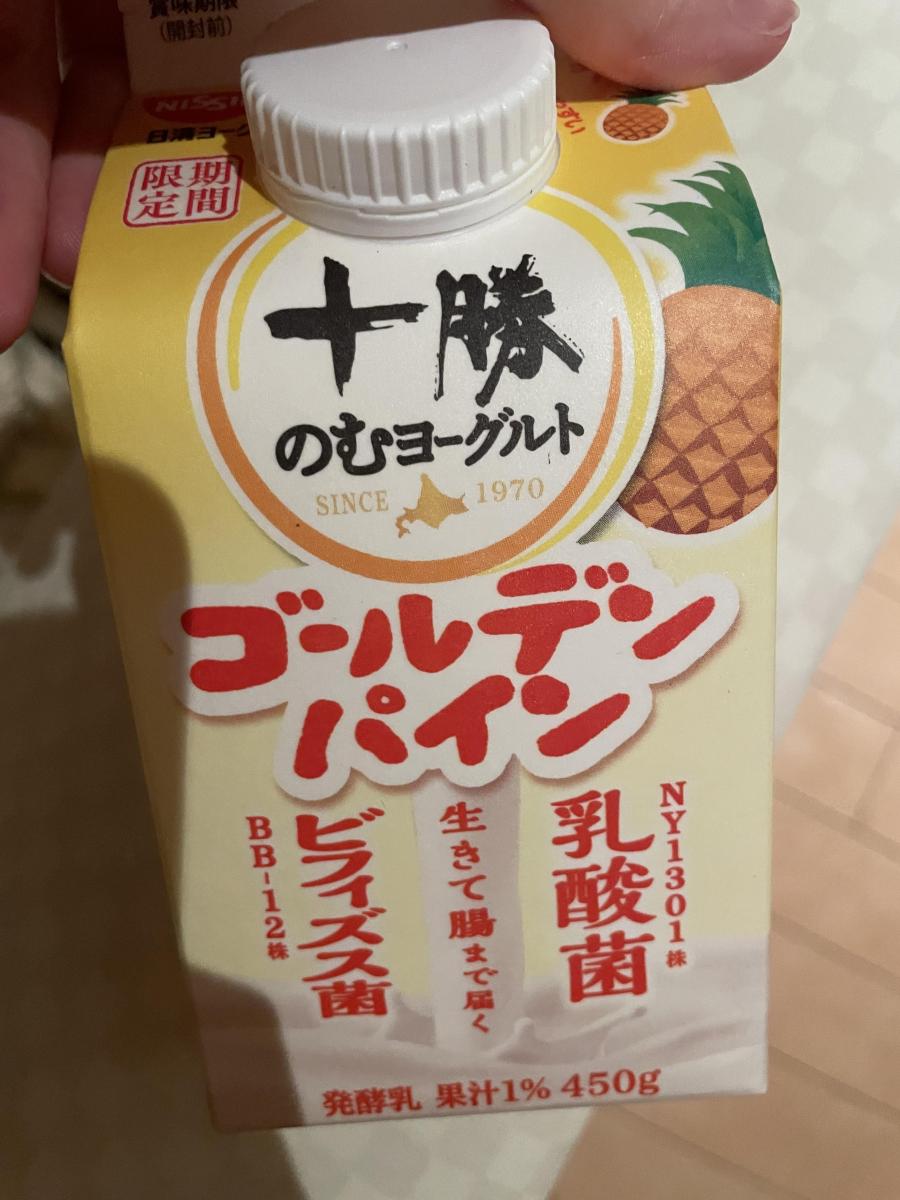 賞味期限
(開封前)
NISSIN
日清ヨーグ
期間
限定
十勝
のむヨーグルト
SINCE 1970
ゴールデン
パイン
NY1301株
乳酸菌
生きて腸まで届く
ビフィズス菌
BB-12株
発酵乳 果汁1% 450g